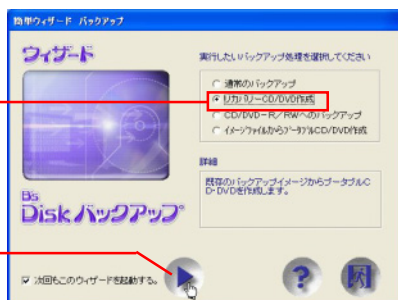 簡単ウィザード バックアップ
ウィザード
実行したいバックアップ処理を選択してください
通常のバックアップ
リカバリーCD/DVD作成
CD/DVD-R/RWへのバックアップ
イメージファイルからブータブルCD/DVD作成
詳細
既存のバックアップイメージからブータブルC
D・DVDを作成します。
B's
Disk バックアップ
次回もこのウィザードを起動する。
?